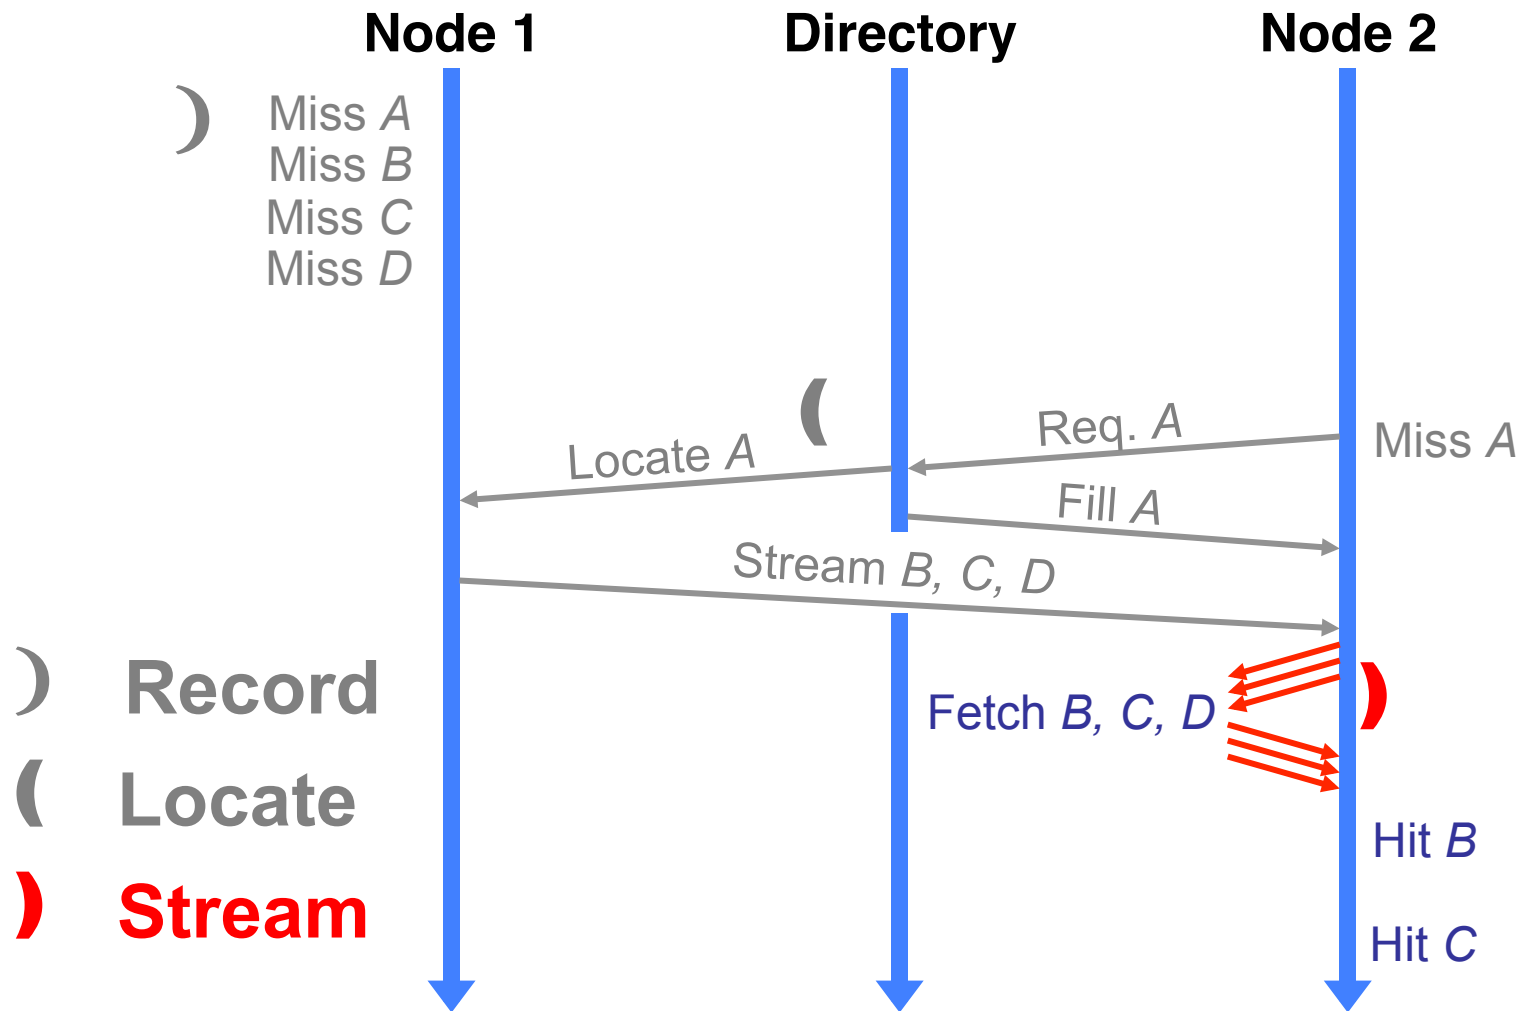 Node 1 Directory Node 2
Miss A
Miss B
Miss C
Miss D
Req. A
Miss A
Locate A
Fill A
Stream B, C, D
Record
Fetch B, C, D
Locate
Hit B
Stream
Hit C